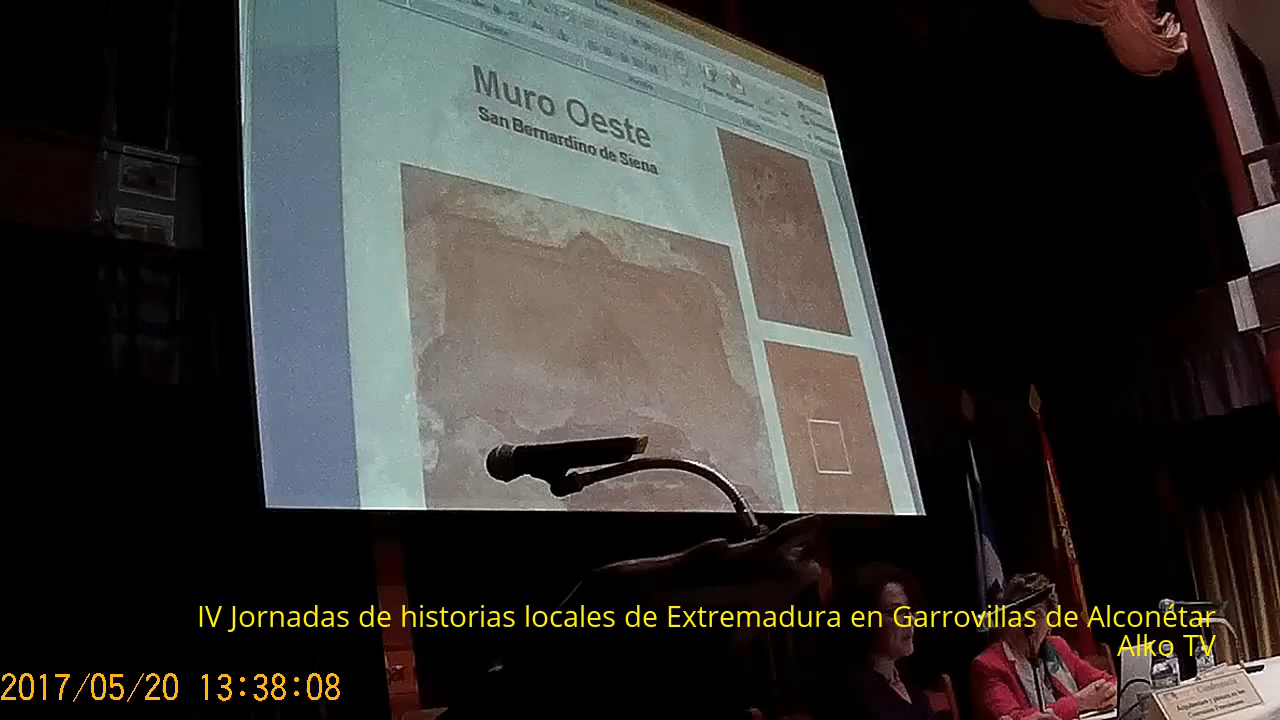 Muro Oeste
San Bernardino de Siena
IV Jornadas de historias locales de Extremadura en Garrovillas de Alconétar
Alko TV
2017/05/20 13:38:08
Conferencia